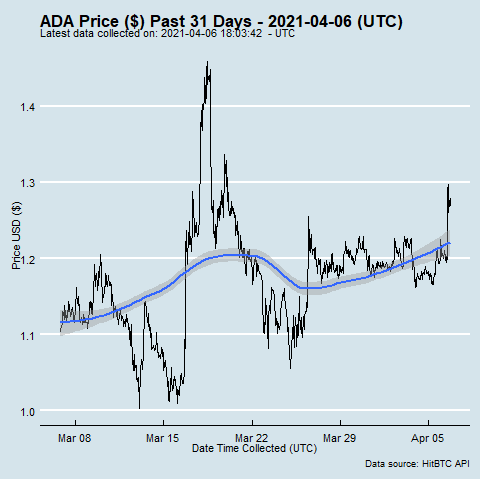 ADA Price ($) Past 31 Days - 2021-04-06 (UTC)
Latest data collected on: 2021-04-06 18:03:42 - UTC
Price USD ($)
1.4
1.3
1.2
1.1
1.0
Mar 08 Mar 15 Mar 22 Mar 29 Apr 05
Date Time Collected (UTC)
Data source: HitBTC API